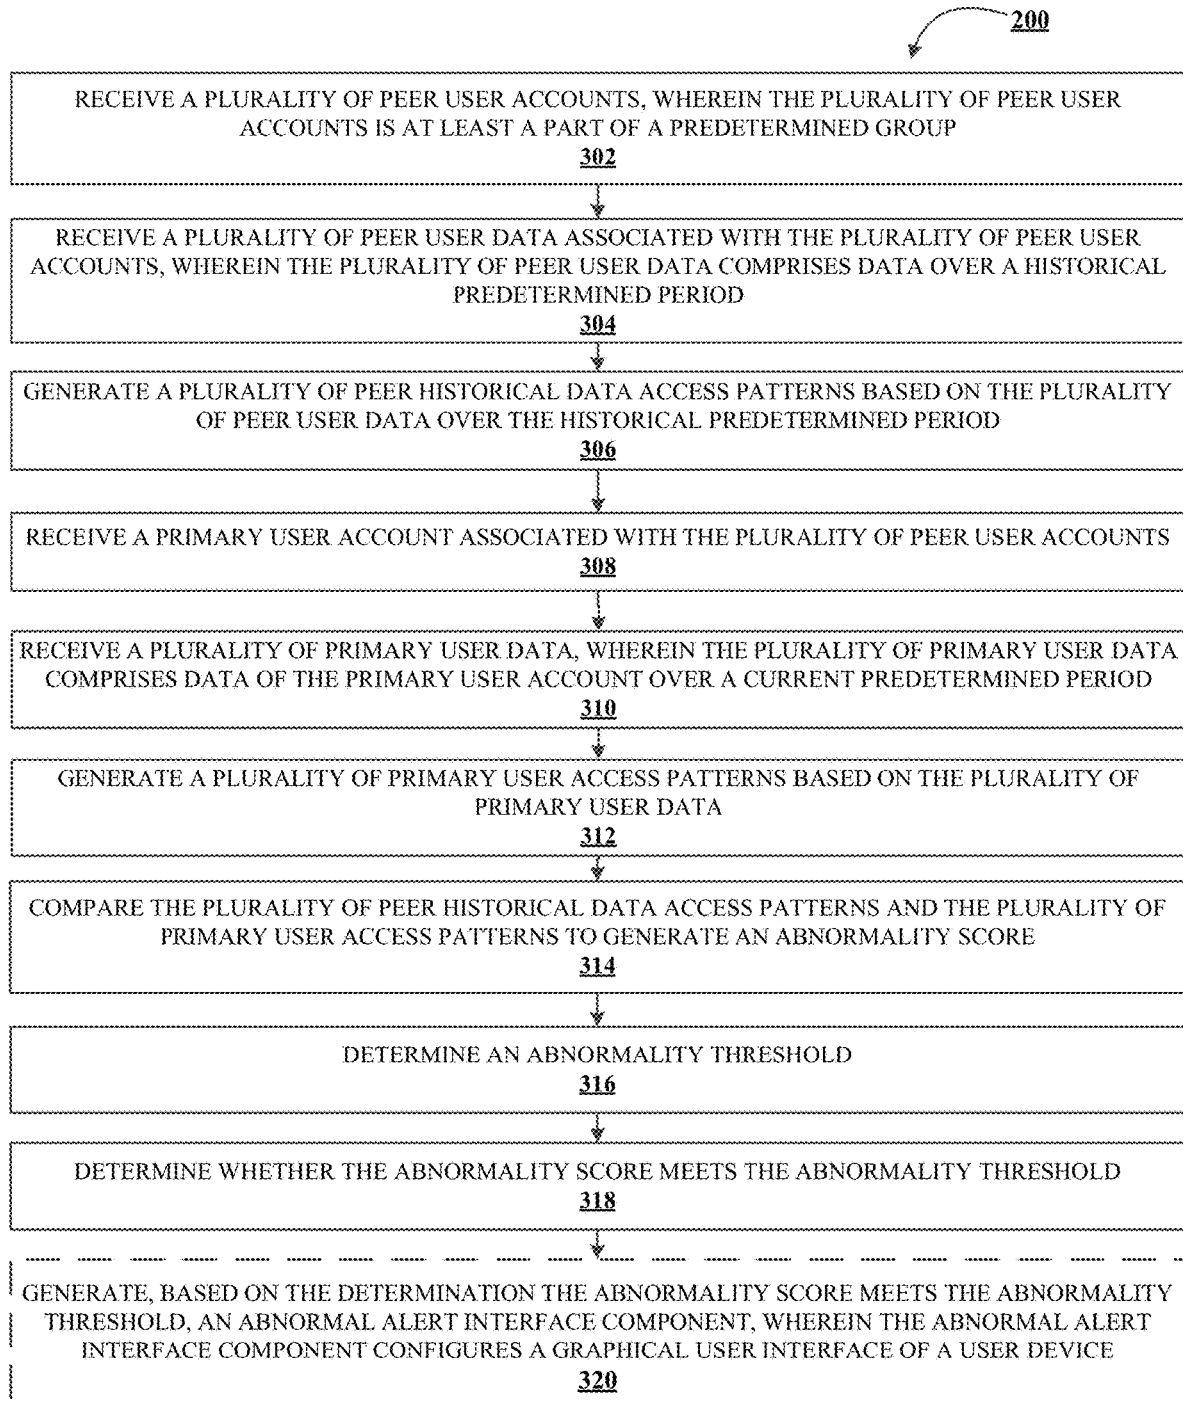 200
RECEIVE A PLURALITY OF PEER USER ACCOUNTS, WHEREIN THE PLURALITY OF PEER USER
ACCOUNTS IS AT LEAST A PART OF A PREDETERMINED GROUP
302
RECEIVE A PLURALITY OF PEER USER DATA ASSOCIATED WITH THE PLURALITY OF PEER USER
ACCOUNTS, WHEREIN THE PLURALITY OF PEER USER DATA COMPRISES DATA OVER A HISTORICAL
PREDETERMINED PERIOD
304
GENERATE A PLURALITY OF PEER HISTORICAL DATA ACCESS PATTERNS BASED ON THE PLURALITY
OF PEER USER DATA OVER THE HISTORICAL PREDETERMINED PERIOD
306
RECEIVE A PRIMARY USER ACCOUNT ASSOCIATED WITH THE PLURALITY OF PEER USER ACCOUNTS
308
RECEIVE A PLURALITY OF PRIMARY USER DATA, WHEREIN THE PLURALITY OF PRIMARY USER DATA
COMPRISES DATA OF THE PRIMARY USER ACCOUNT OVER A CURRENT PREDETERMINED PERIOD
310
GENERATE A PLURALITY OF PRIMARY USER ACCESS PATTERNS BASED ON THE PLURALITY OF
PRIMARY USER DATA
312
COMPARE THE PLURALITY OF PEER HISTORICAL DATA ACCESS PATTERNS AND THE PLURALITY OF
PRIMARY USER ACCESS PATTERNS TO GENERATE AN ABNORMALITY SCORE
314
DETERMINE AN ABNORMALITY THRESHOLD
316
DETERMINE WHETHER THE ABNORMALITY SCORE MEETS THE ABNORMALITY THRESHOLD
318
GENERATE, BASED ON THE DETERMINATION THE ABNORMALITY SCORE MEETS THE ABNORMALITY
THRESHOLD, AN ABNORMAL ALERT INTERFACE COMPONENT, WHEREIN THE ABNORMAL ALERT
INTERFACE COMPONENT CONFIGURES A GRAPHICAL USER INTERFACE OF A USER DEVICE
320